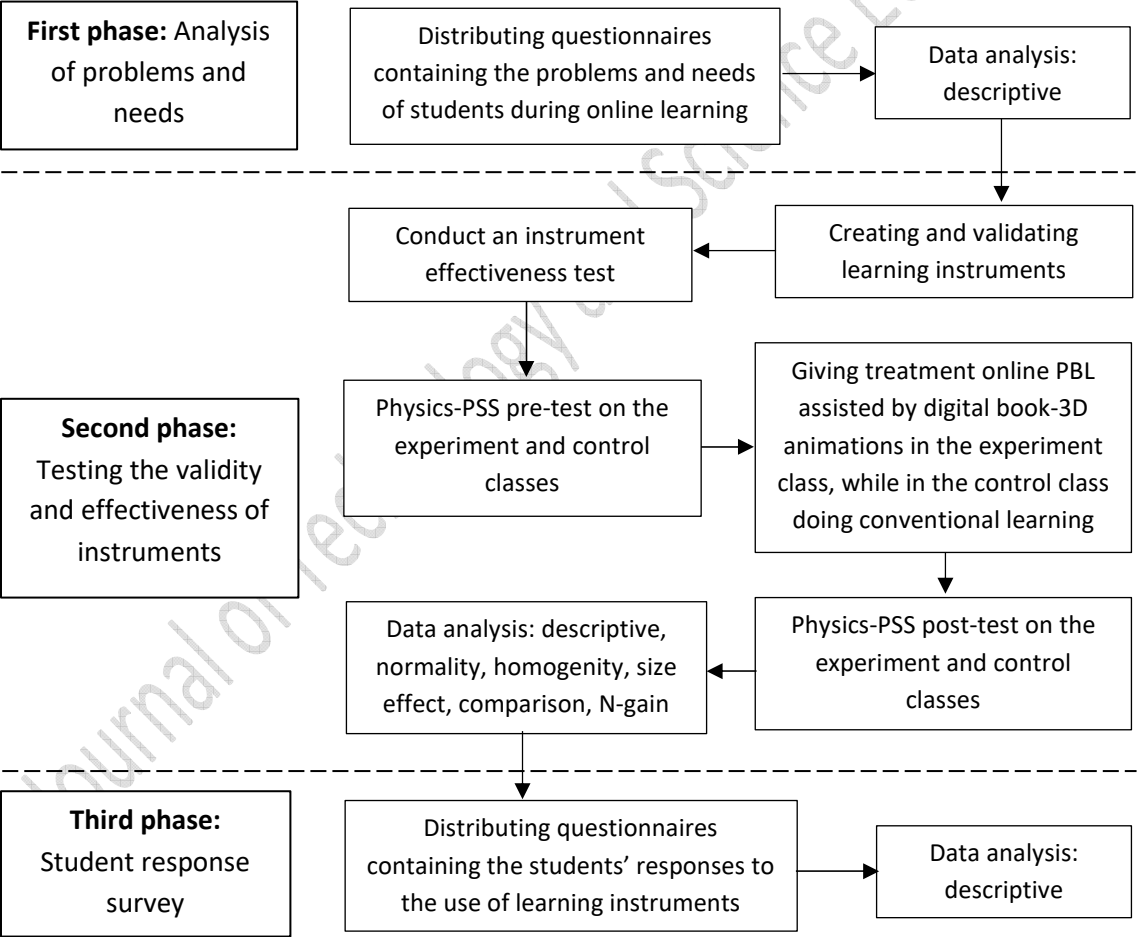 First phase: Analysis
of problems and
needs
Distributing questionnaires
containing the problems and needs
of students during online learning
Data analysis:
descriptive
Creating and validating
learning instruments
Conduct an instrument
effectiveness test
Second phase:
Testing the validity
and effectiveness of
instruments
Physics-PSS pre-test on the
experiment and control
classes
Giving treatment online PBL
assisted by digital book-3D
animations in the experiment
class, while in the control class
doing conventional learning
Physics-PSS post-test on the
experiment and control
classes
Data analysis: descriptive,
normality, homogenity, size
effect, comparison, N-gain
Third phase:
Student response
survey
Distributing questionnaires
containing the students’ responses to
the use of learning instruments
Data analysis:
descriptive
Journal of Technology and Science